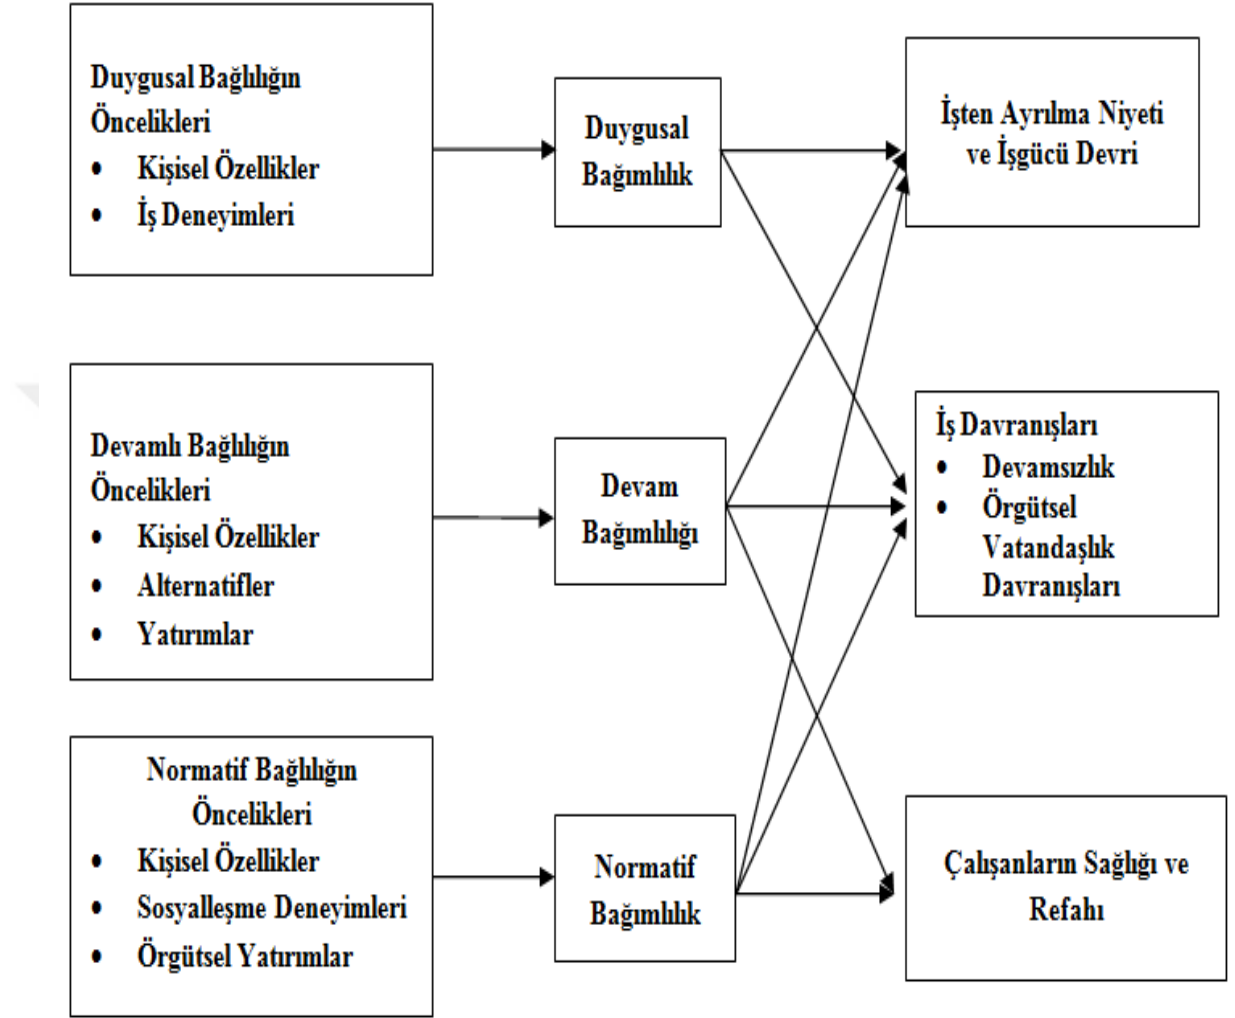 Duygusal Bağlılığın
Öncelikleri
• Kişisel Özellikler
• İş Deneyimleri
Duygusal
Bağımlılık
İşten Ayrılma Niyeti
ve İşgücü Devri
Devamlı Bağlılığın
Öncelikleri
• Kişisel Özellikler
• Alternatifler
• Yatırımlar
Devam
Bağımlılığı
İş Davranışları
• Devamsızlık
• Örgütsel
Vatandaşlık
Davranışları
Normatif Bağlılığın
Öncelikleri
• Kişisel Özellikler
• Sosyalleşme Deneyimleri
• Örgütsel Yatırımlar
Normatif
Bağımlılık
Çalışanların Sağlığı ve
Refahı